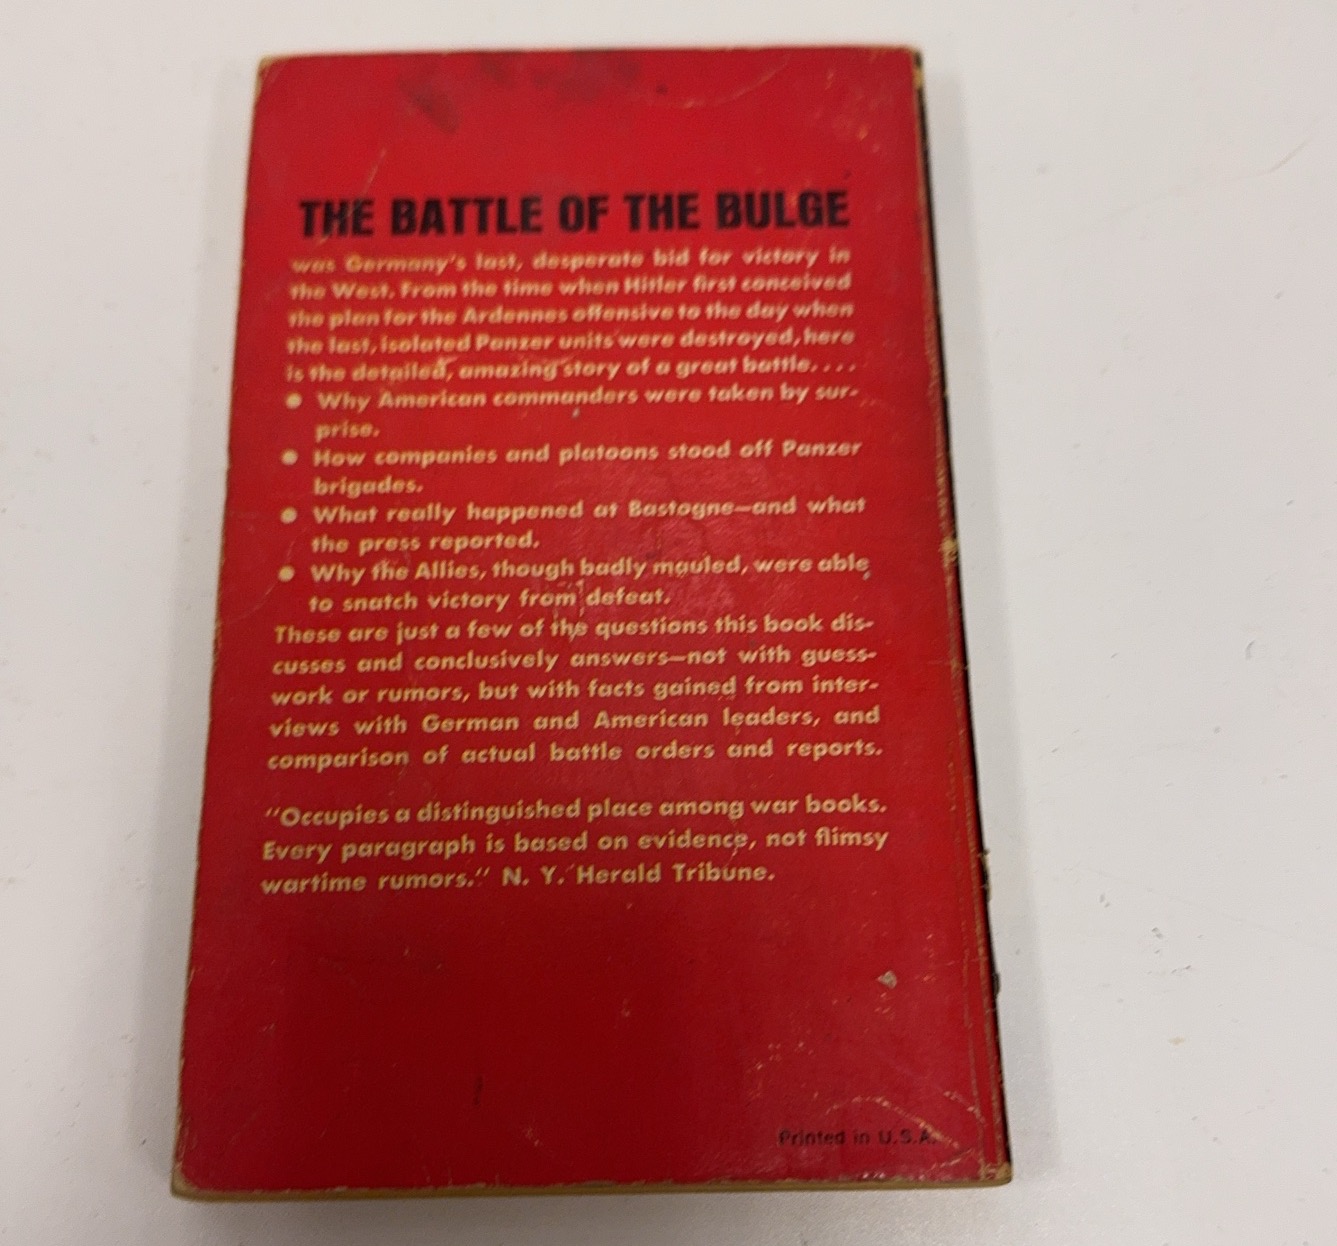 THE BATTLE OF THE BULGE
was Germany's last, desperate bid for victory in
the West. From the time when Hitler first conceived
the plan for the Ardennes offensive to the day when
the last, isolated Panzer units were destroyed, here
is the detailed, amazing story of a great battle. . . .
● Why American commanders were taken by sur-
prise.
● How companies and platoons stood off Panzer
brigades.
● What really happened at Bastogne—and what
the press reported.
● Why the Allies, though badly mauled, were able
to snatch victory from defeat.
These are just a few of the questions this book dis-
cusses and conclusively answers—not with guess-
work or rumors, but with facts gained from inter-
views with German and American leaders, and
comparison of actual battle orders and reports.
"Occupies a distinguished place among war books.
Every paragraph is based on evidence, not flimsy
wartime rumors." N. Y. Herald Tribune.
Printed in U.S.A.